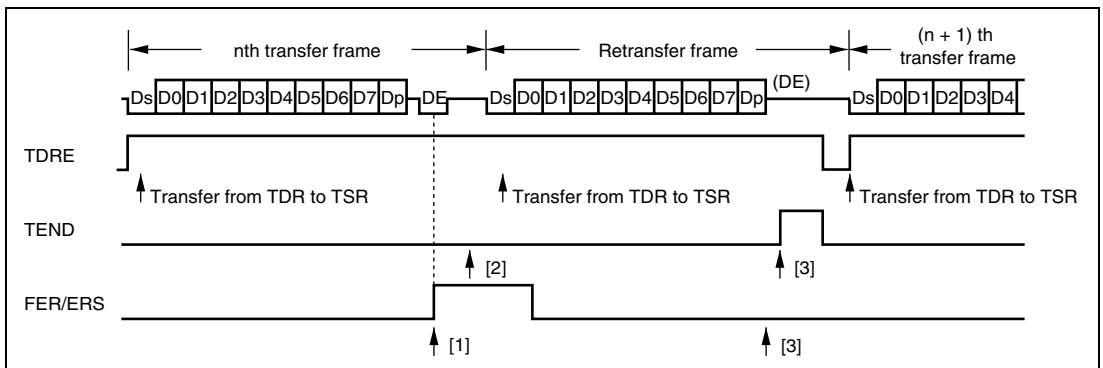 nth transfer frame Retransfer frame (n + 1) th
transfer frame
Ds D0 D1 D2 D3 D4 D5 D6 D7 Dp DE Ds D0 D1 D2 D3 D4 D5 D6 D7 Dp (DE) Ds D0 D1 D2 D3 D4
TDRE
Transfer from TDR to TSR Transfer from TDR to TSR Transfer from TDR to TSR
TEND
[2] [3]
FER/ERS
[1] [3]